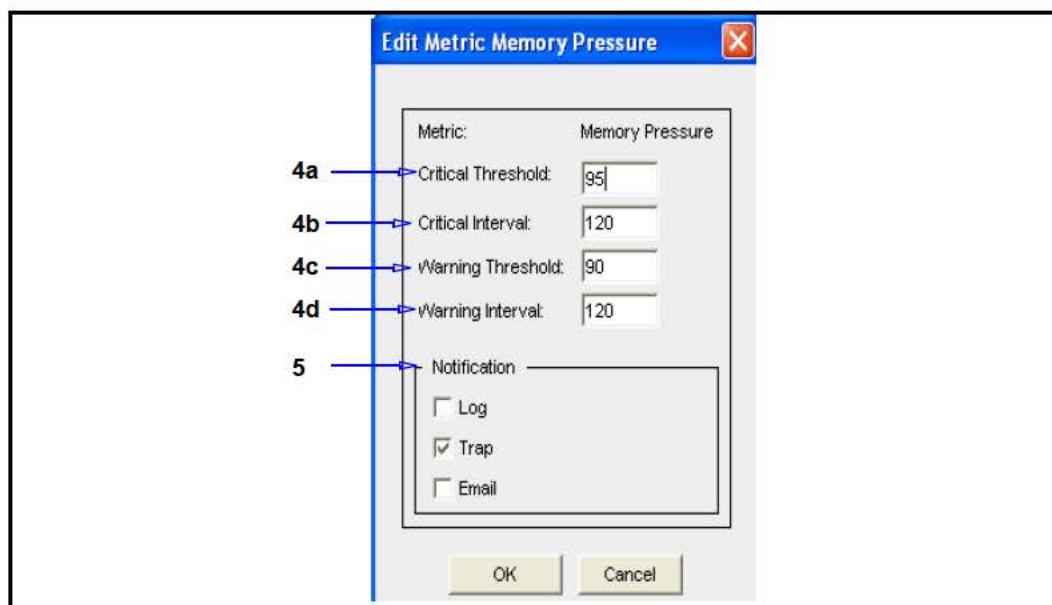 Edit Metric Memory Pressure
Metric: Memory Pressure
4a Critical Threshold: 95
4b Critical Interval: 120
4c Warning Threshold: 90
4d Warning Interval: 120
5 Notification
Log
Trap
Email
OK Cancel